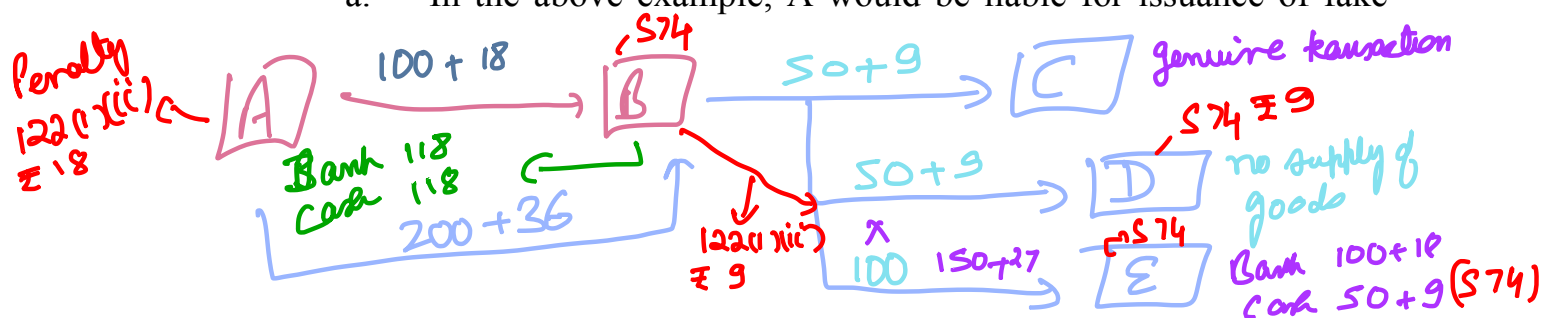 a. In the above example, A would be liable for issuance of fake
Penalty
122(1)(ii)
₹18
A
100 + 18
Bank 118
Cash 118
200 + 36
S74
B
122(1)(ii)
₹ 9
50 + 9
C
genuine transaction
50 + 9
D
S74 ₹ 9
no supply of
goods
100
150+27
S74
E
Bank 100+18
Cash 50+9 (S74)